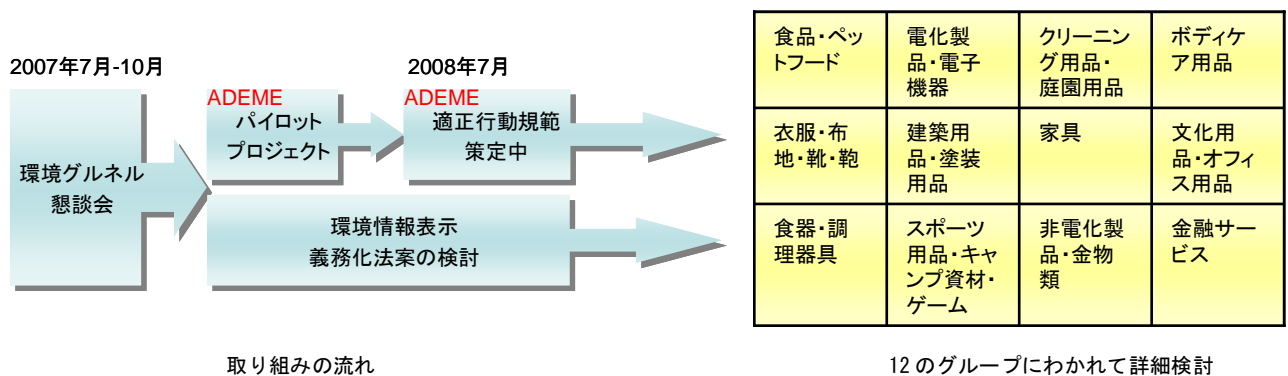 2007年7月-10月
環境グルネル
懇談会
ADEME
パイロット
プロジェクト
2008年7月
ADEME
適正行動規範
策定中
環境情報表示
義務化法案の検討
取り組みの流れ
食品・ペッ
トフード
電化製
品・電子
機器
クリーニン
グ用品・
庭園用品
ボディケ
ア用品
衣服・布
地・靴・鞄
建築用
品・塗装
用品
家具
文化用
品・オフィ
ス用品
食器・調
理器具
スポーツ
用品・キャ
ンプ資材・
ゲーム
非電化製
品・金物
類
金融サー
ビス
12 のグループにわかれて詳細検討